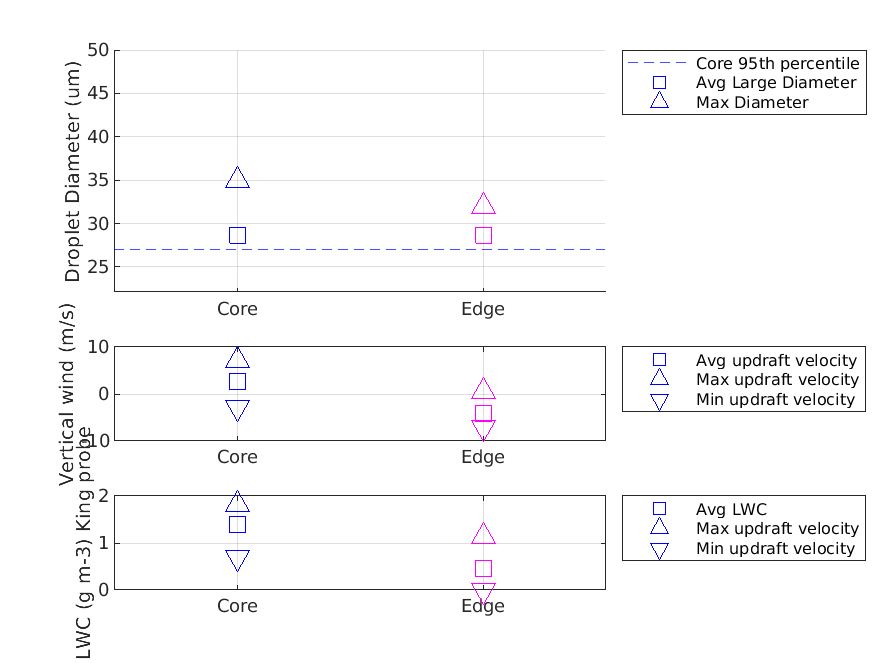 50
45
40
35
30
25
Droplet Diameter (um)
Core
Edge
Core 95th percentile
Avg Large Diameter
Max Diameter
10
0
-10
Vertical wind (m/s)
Core
Edge
Avg updraft velocity
Max updraft velocity
Min updraft velocity
2
1
0
LWC (g m-3) King probe
Core
Edge
Avg LWC
Max updraft velocity
Min updraft velocity